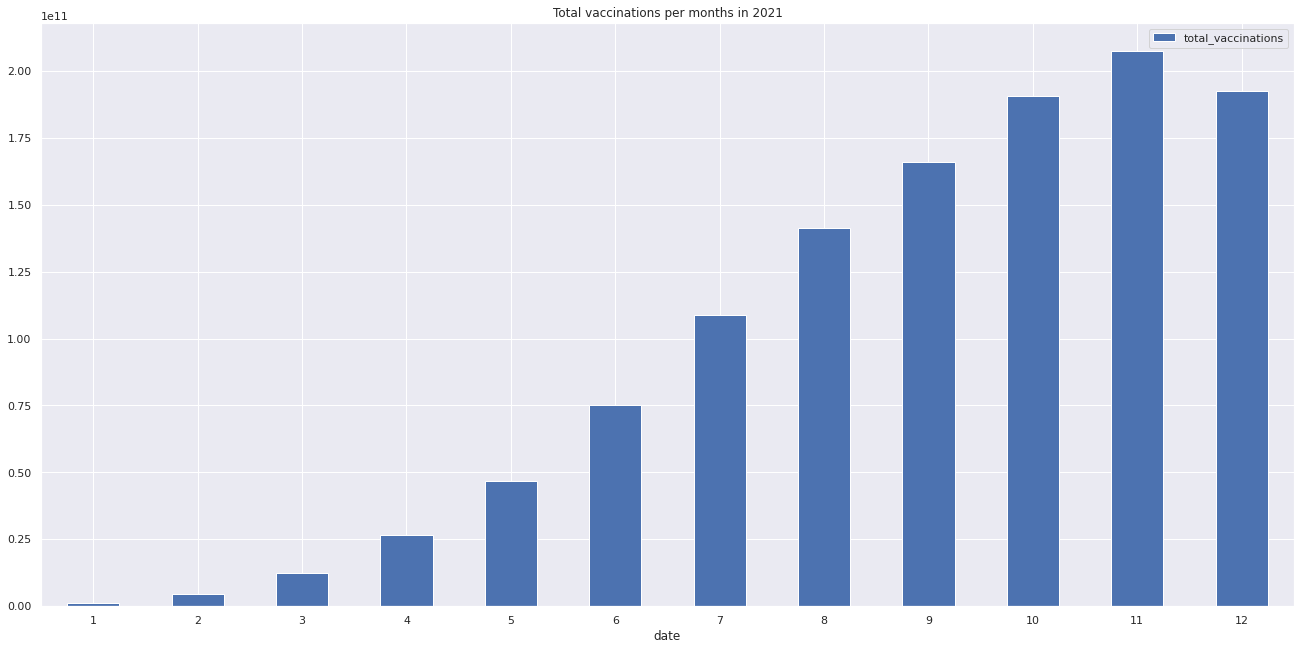 Total vaccinations per months in 2021
1e11
total_vaccinations
2.00
1.75
1.50
1.25
1.00
0.75
0.50
0.25
0.00
1 2 3 4 5 6 7 8 9 10 11 12
date